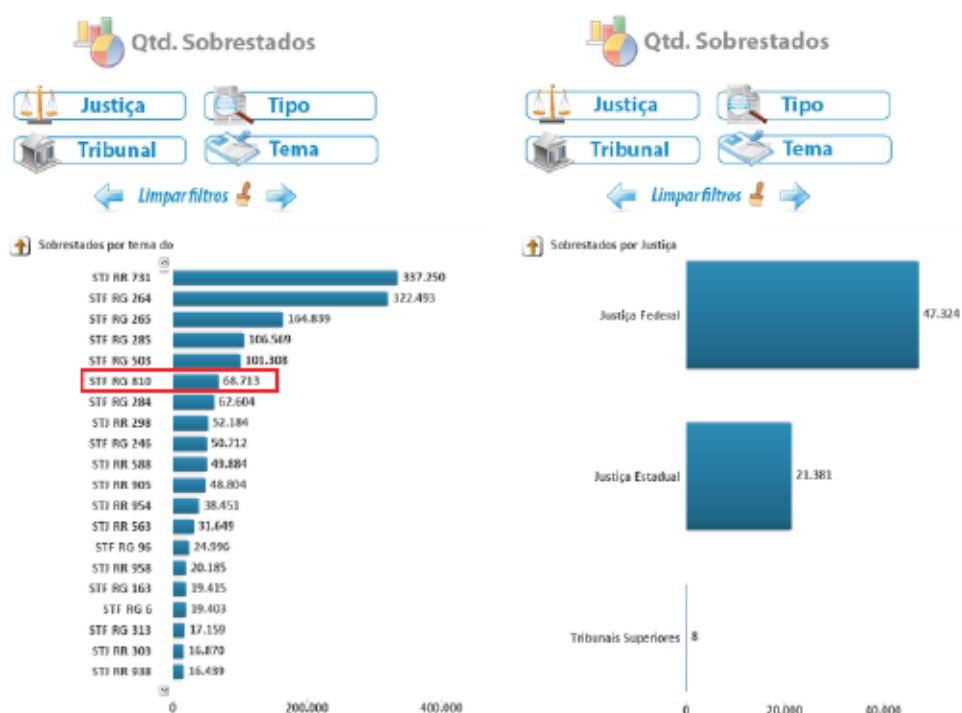 Qtd. Sobrestados
Justiça
Tipo
Tribunal
Tema
Limpar filtros
Sobrestados por tema do
STJ RR 731 337.250
STF RG 264 322.493
STF RG 265 164.839
STF RG 285 106.569
STF RG 503 101.308
STF RG 810 68.713
STF RG 284 62.604
STJ RR 298 52.184
STF RG 246 50.712
STJ RR 588 49.884
STJ RR 905 48.804
STJ RR 954 38.451
STJ RR 563 31.649
STF RG 96 24.996
STJ RR 958 20.185
STF RG 163 19.415
STF RG 6 19.403
STF RG 313 17.159
STJ RR 303 16.870
STJ RR 938 16.439
0 200.000 400.000
Qtd. Sobrestados
Justiça
Tipo
Tribunal
Tema
Limpar filtros
Sobrestados por Justiça
Justiça Federal 47.324
Justiça Estadual 21.381
Tribunais Superiores 8
0 20.000 40.000